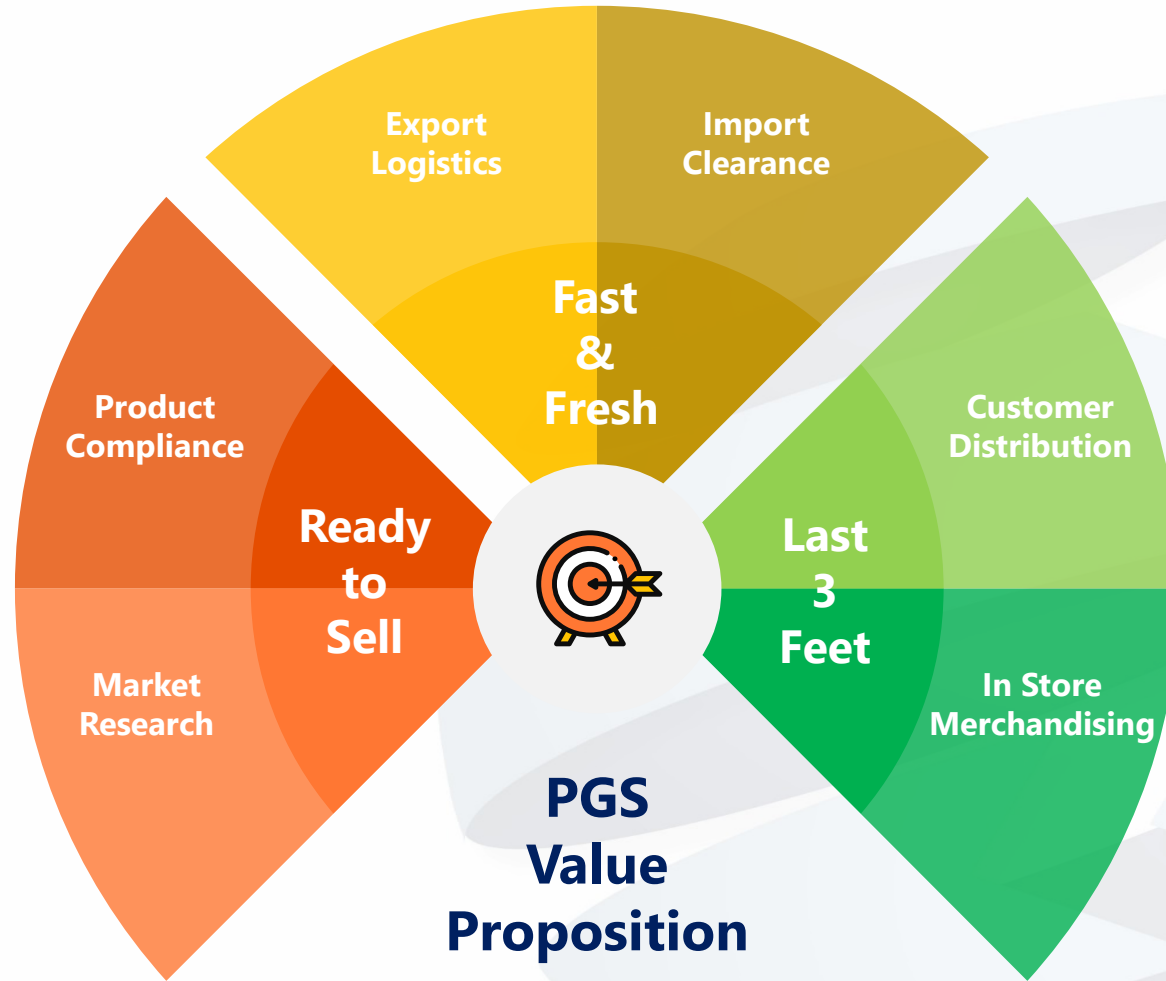 Export
Logistics
Import
Clearance
Fast
&
Fresh
Product
Compliance
Market
Research
Ready
to
Sell
Customer
Distribution
In Store
Merchandising
Last
3
Feet
PGS
Value
Proposition